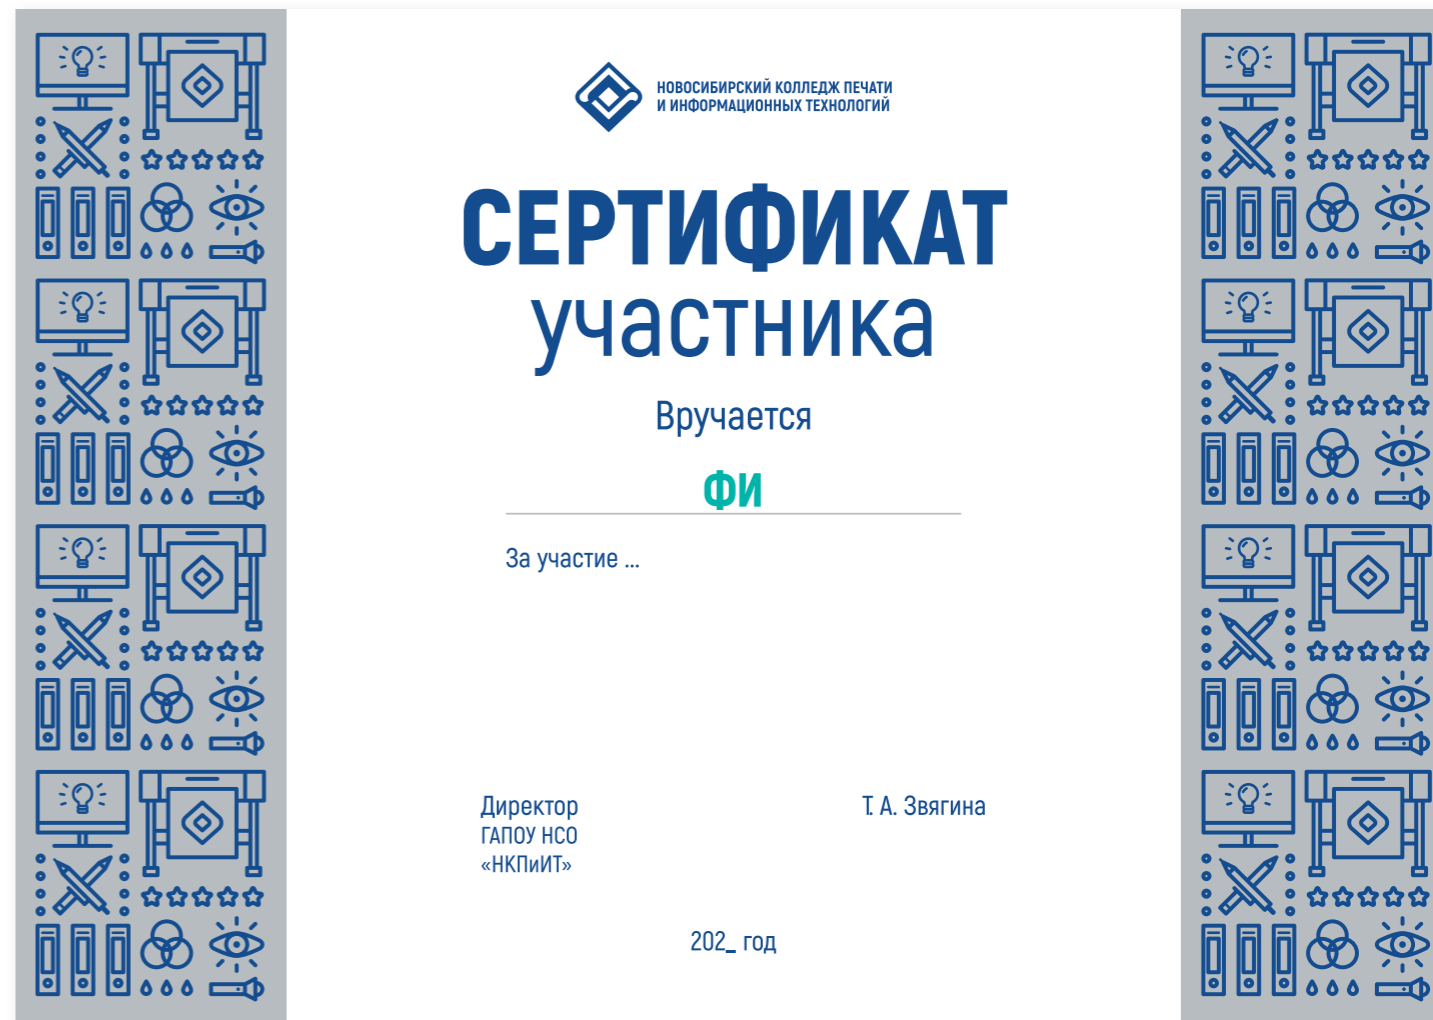 НОВОСИБИРСКИЙ КОЛЛЕДЖ ПЕЧАТИ
И ИНФОРМАЦИОННЫХ ТЕХНОЛОГИЙ
СЕРТИФИКАТ
участника
Вручается
ФИ
За участие ...
Директор
ГАПОУ НСО
«НКПиИТ»
Т. А. Звягина
202_ год